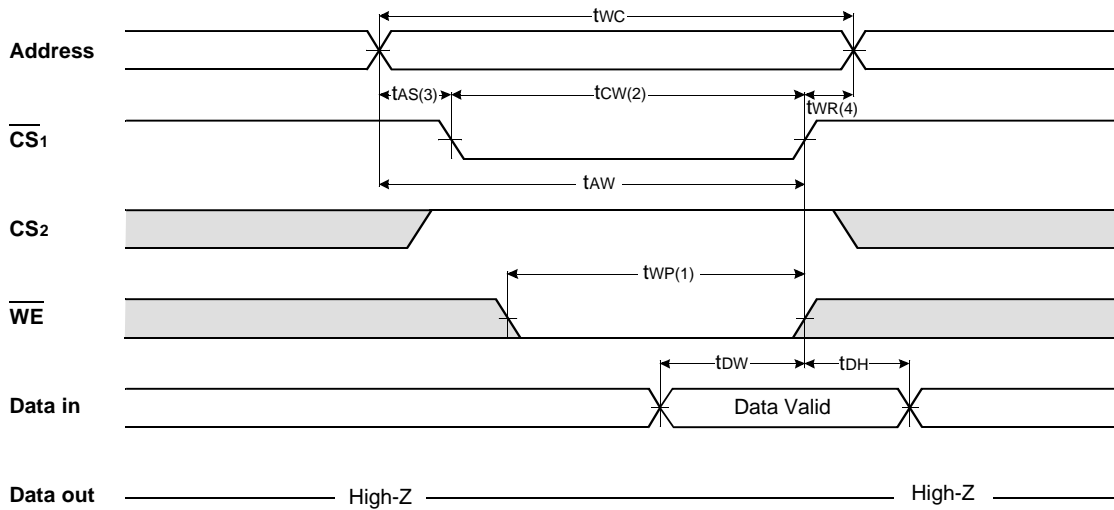 tWC
Address
tAS(3) tCW(2) tWR(4)
CS1
tAW
CS2
tWP(1)
WE
tDW tDH
Data in Data Valid
Data out High-Z High-Z